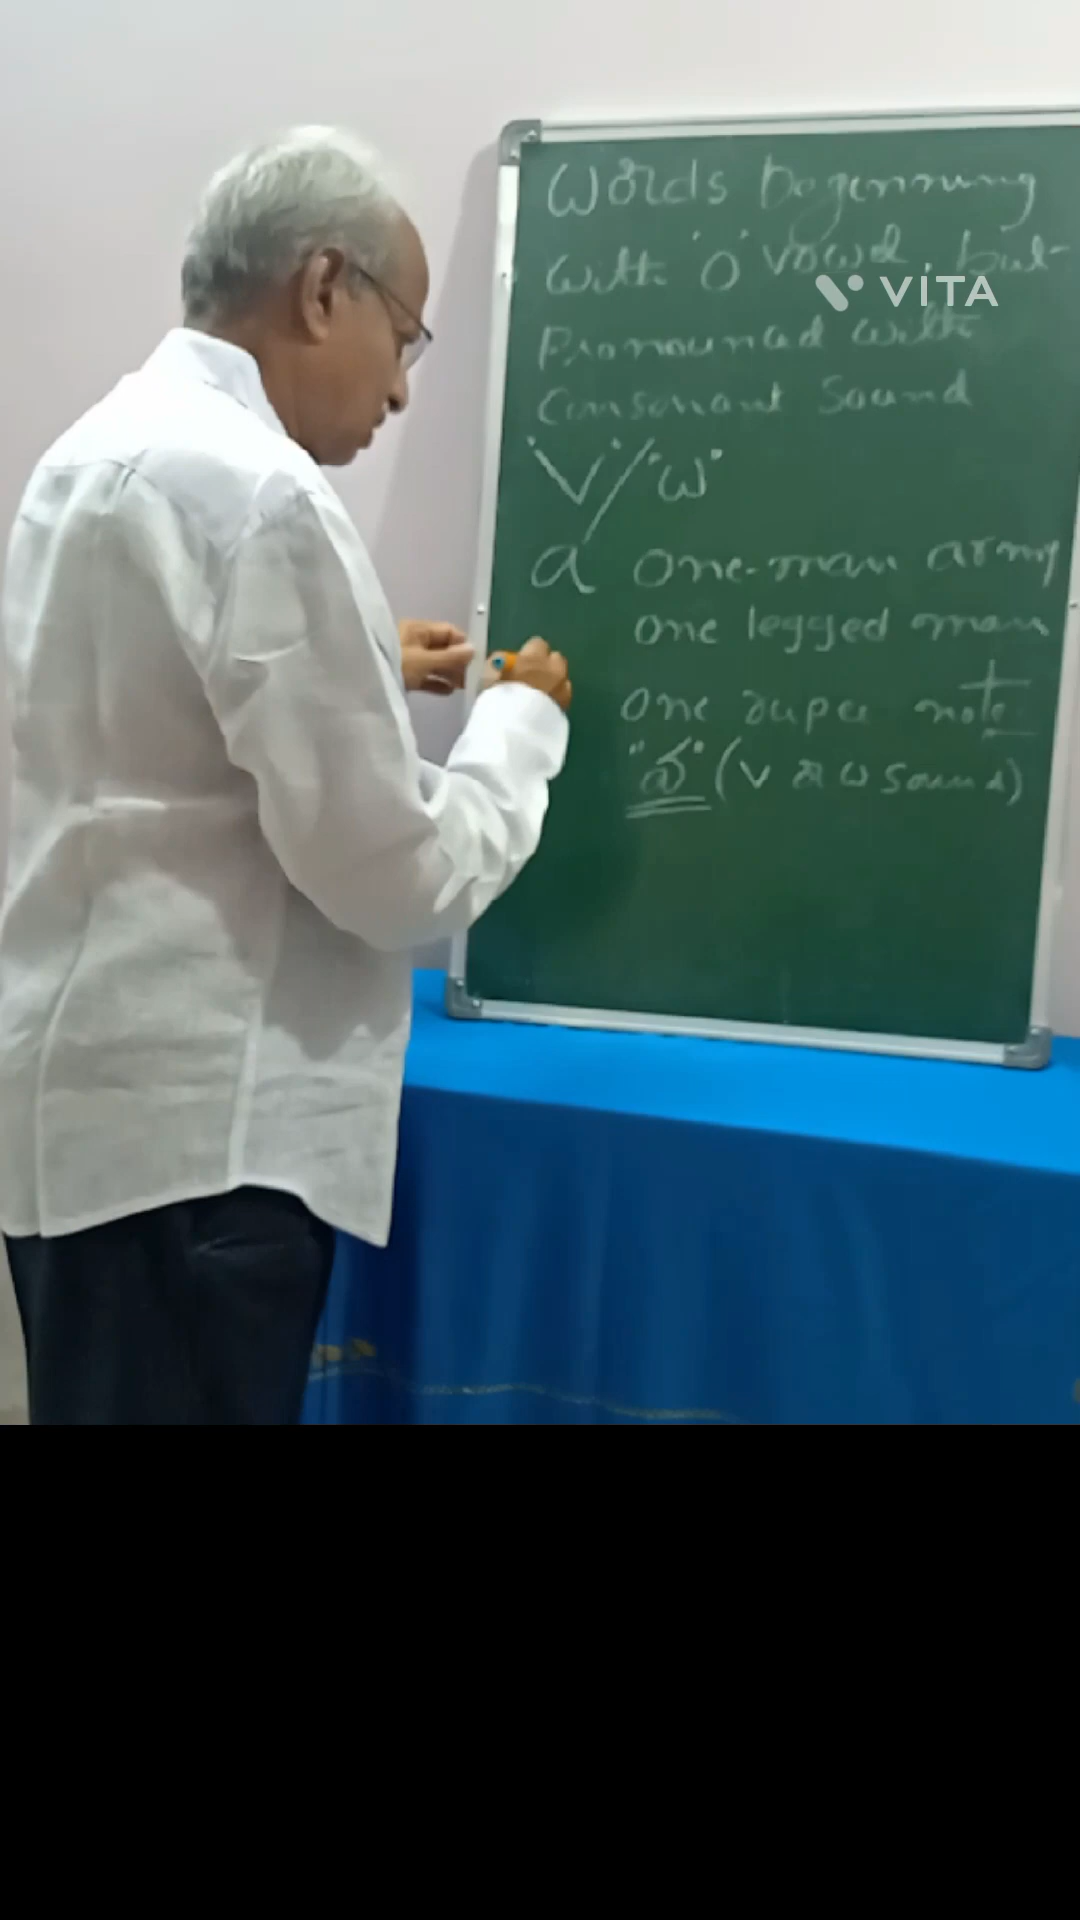 Words beginning
with "O" vowel but
VITA
pronounced with
consonant sound
"V"/"W"
a one-man army
one legged man
one rupee note
"వ" (V or W sound)